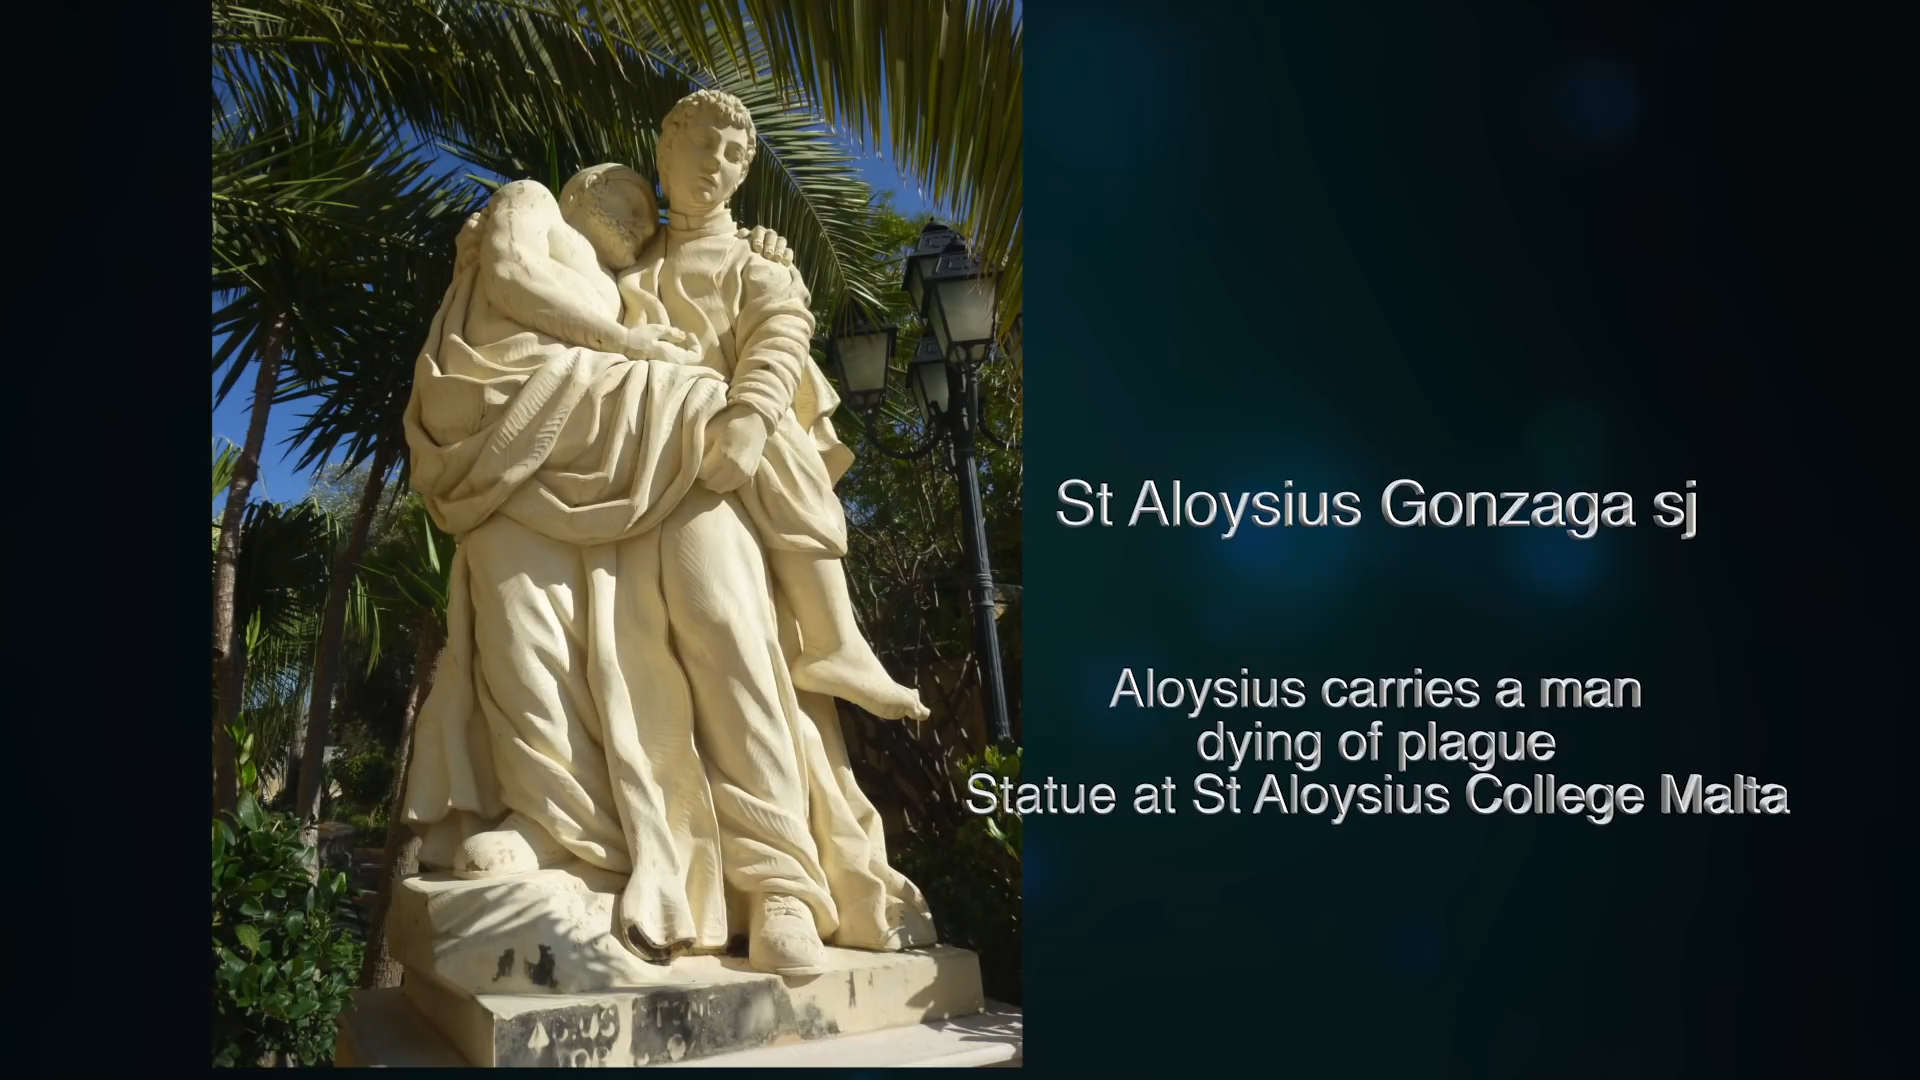 St Aloysius Gonzaga sj
Aloysius carries a man
dying of plague
Statue at St Aloysius College Malta